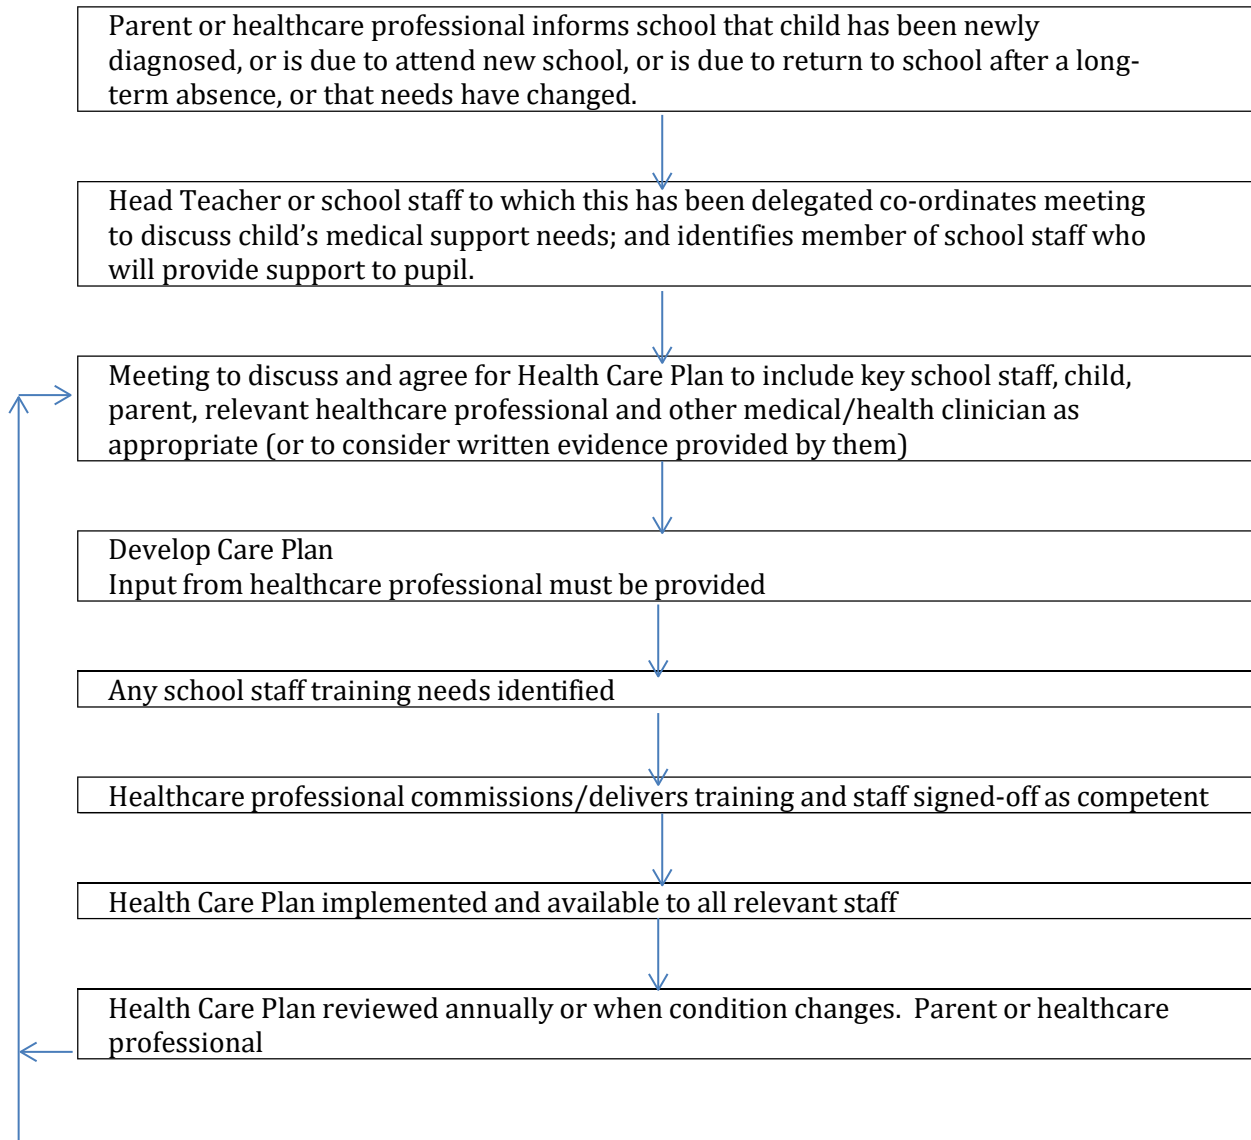 Parent or healthcare professional informs school that child has been newly
diagnosed, or is due to attend new school, or is due to return to school after a long-
term absence, or that needs have changed.
Head Teacher or school staff to which this has been delegated co-ordinates meeting
to discuss child’s medical support needs; and identifies member of school staff who
will provide support to pupil.
Meeting to discuss and agree for Health Care Plan to include key school staff, child,
parent, relevant healthcare professional and other medical/health clinician as
appropriate (or to consider written evidence provided by them)
Develop Care Plan
Input from healthcare professional must be provided
Any school staff training needs identified
Healthcare professional commissions/delivers training and staff signed-off as competent
Health Care Plan implemented and available to all relevant staff
Health Care Plan reviewed annually or when condition changes.  Parent or healthcare
professional